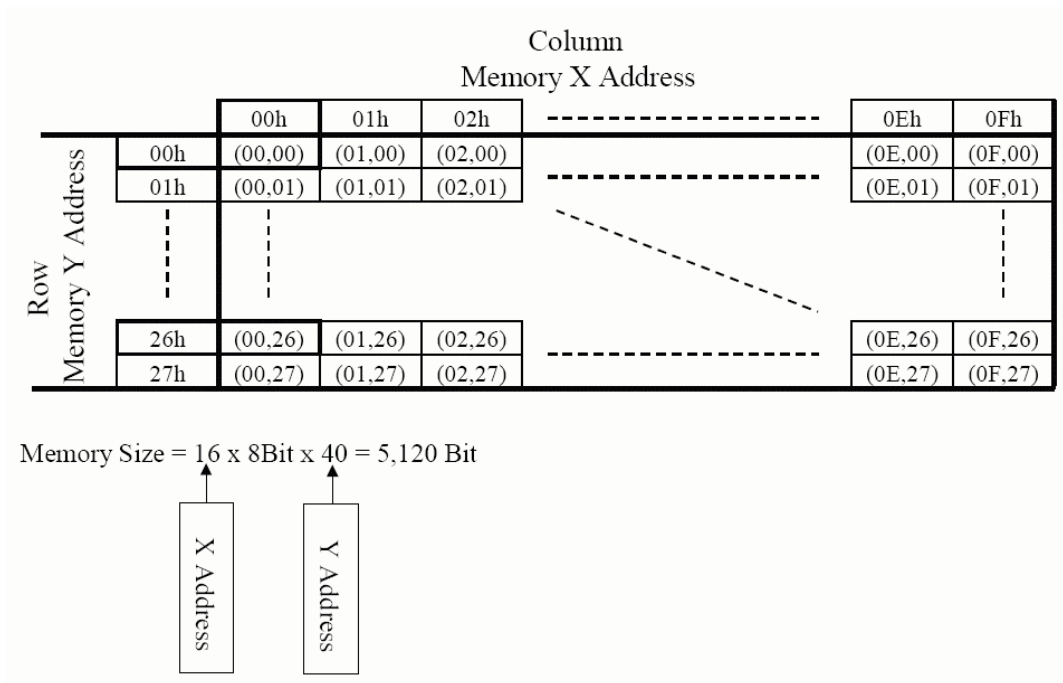 Column
Memory X Address
00h 01h 02h 0Eh 0Fh
Row
Memory Y Address
00h (00,00) (01,00) (02,00) (0E,00) (0F,00)
01h (00,01) (01,01) (02,01) (0E,01) (0F,01)
26h (00,26) (01,26) (02,26) (0E,26) (0F,26)
27h (00,27) (01,27) (02,27) (0E,27) (0F,27)
Memory Size = 16 x 8Bit x 40 = 5,120 Bit
X Address
Y Address